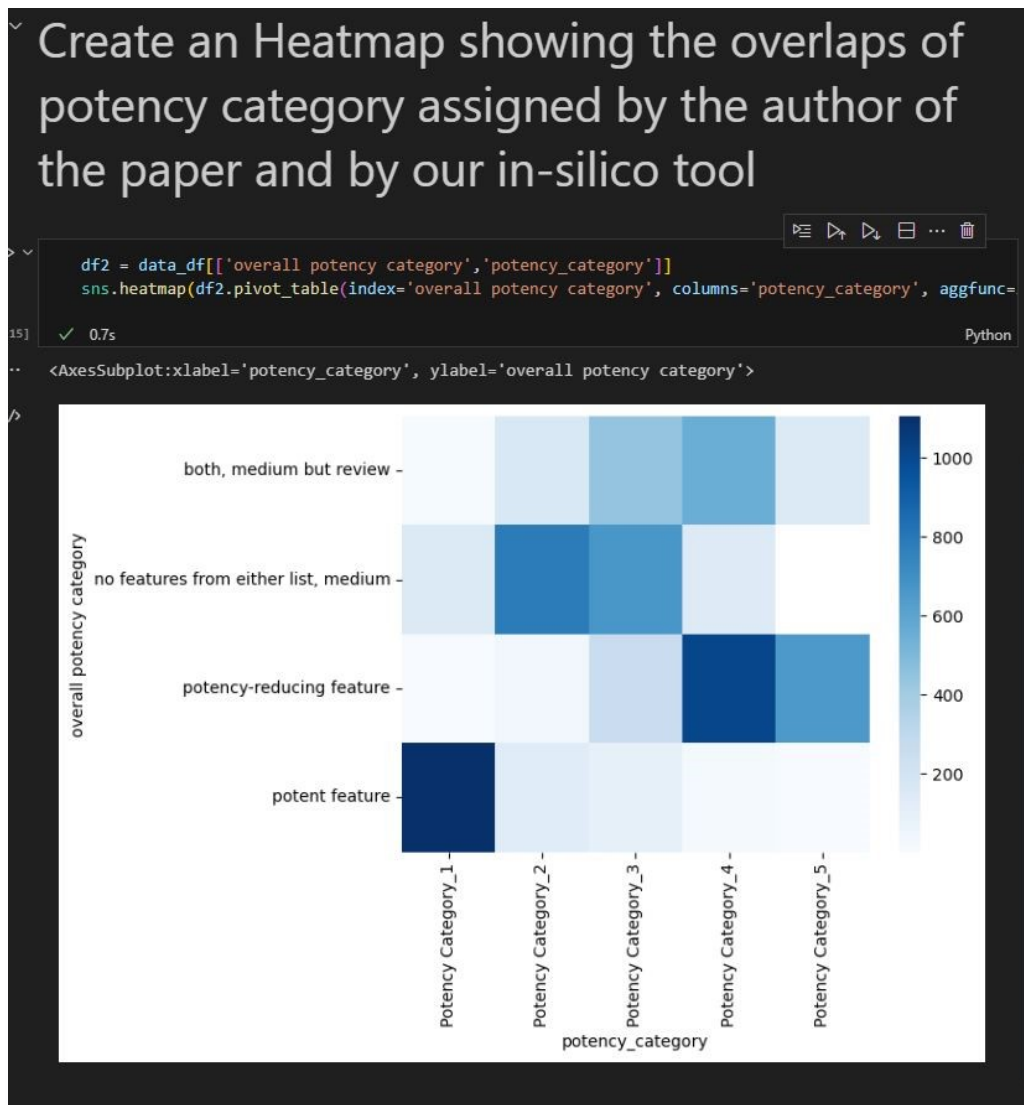 Create an Heatmap showing the overlaps of
potency category assigned by the author of
the paper and by our in-silico tool
df2 = data_df[['overall potency category','potency_category']]
sns.heatmap(df2.pivot_table(index='overall potency category', columns='potency_category', aggfunc=
15]
0.7s
Python
<AxesSubplot:xlabel='potency_category', ylabel='overall potency category'>
overall potency category
both, medium but review
no features from either list, medium
potency-reducing feature
potent feature
1000
800
600
400
200
Potency Category_1
Potency Category_2
Potency Category_3
Potency Category_4
Potency Category_5
potency_category